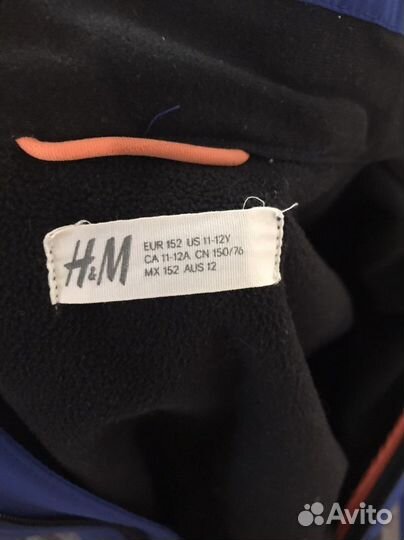 H&M
EUR 152 US 11-12Y
CA 11-12A CN 150/76
MX 152 AUS 12
Avito